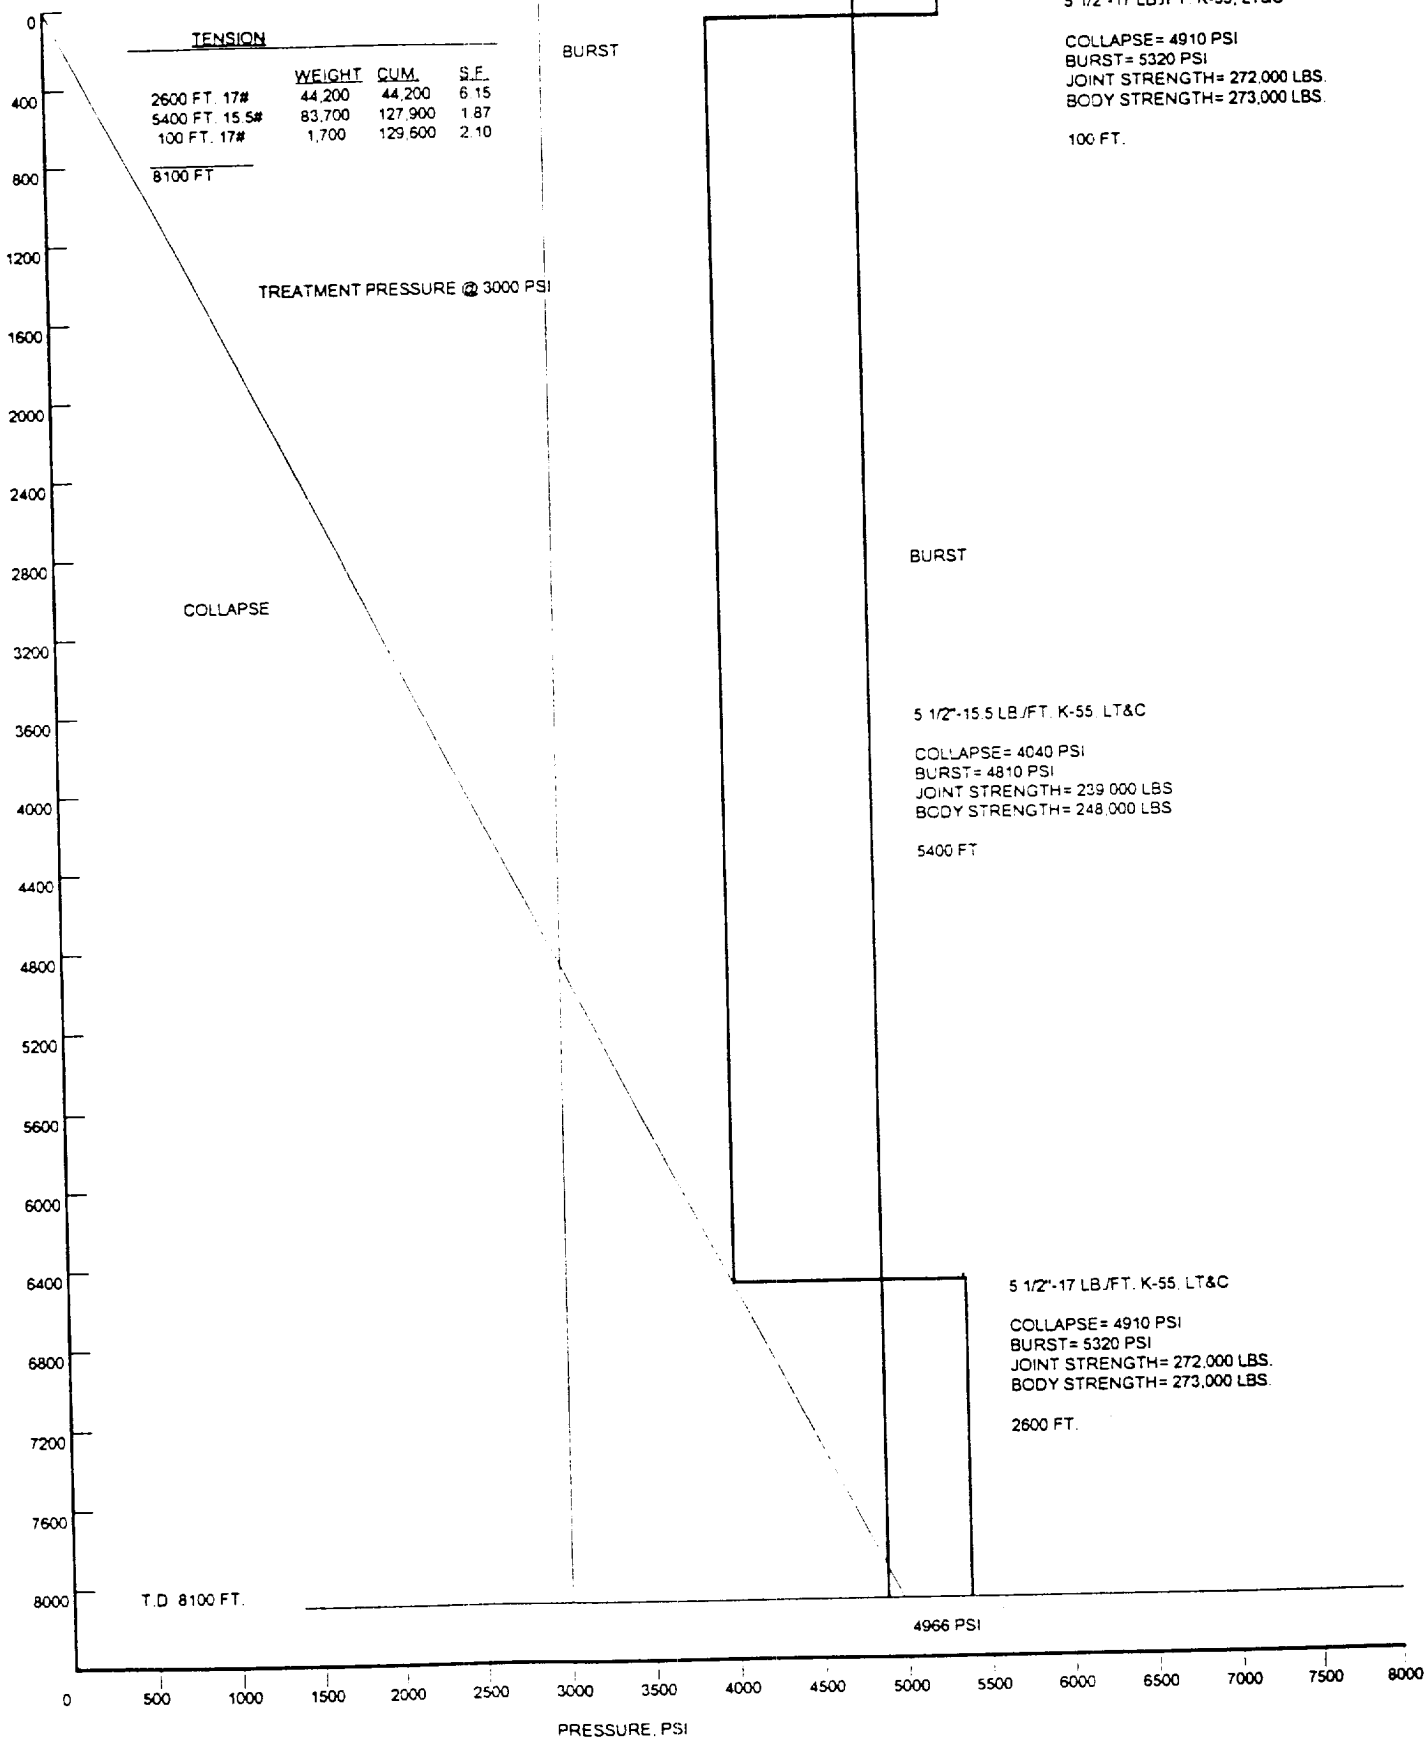 5 1/2"-17 LB./FT. K-55, LT&C
COLLAPSE= 4910 PSI
BURST= 5320 PSI
JOINT STRENGTH= 272,000 LBS.
BODY STRENGTH= 273,000 LBS.
100 FT.
TENSION
WEIGHT CUM. S.F.
2600 FT. 17# 44,200 44,200 6.15
5400 FT. 15.5# 83,700 127,900 1.87
100 FT. 17# 1,700 129,600 2.10
8100 FT
BURST
TREATMENT PRESSURE @ 3000 PSI
COLLAPSE
BURST
5 1/2"-15.5 LB./FT. K-55, LT&C
COLLAPSE= 4040 PSI
BURST= 4810 PSI
JOINT STRENGTH= 239,000 LBS
BODY STRENGTH= 248,000 LBS
5400 FT
5 1/2"-17 LB./FT. K-55, LT&C
COLLAPSE= 4910 PSI
BURST= 5320 PSI
JOINT STRENGTH= 272,000 LBS.
BODY STRENGTH= 273,000 LBS.
2600 FT.
0
400
800
1200
1600
2000
2400
2800
3200
3600
4000
4400
4800
5200
5600
6000
6400
6800
7200
7600
8000
T.D. 8100 FT.
4966 PSI
0 500 1000 1500 2000 2500 3000 3500 4000 4500 5000 5500 6000 6500 7000 7500 8000
PRESSURE, PSI